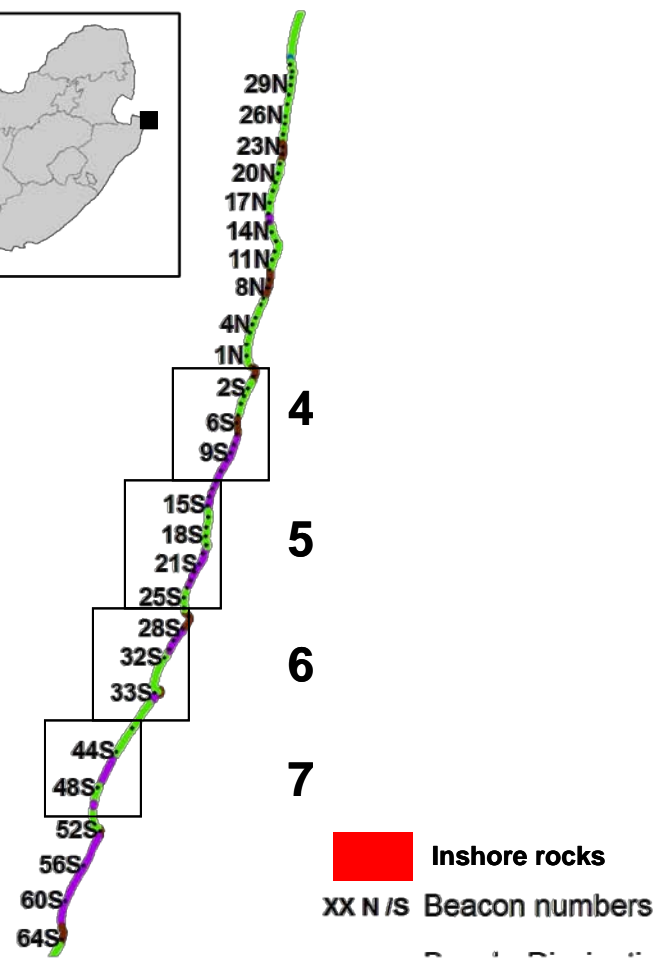 29N
26N
23N
20N
17N
14N
11N
8N
4N
1N
2S
4
6S
9S
15S
5
18S
21S
25S
28S
6
32S
33S
44S
7
48S
52S
Inshore rocks
56S
60S
XX N /S Beacon numbers
64S